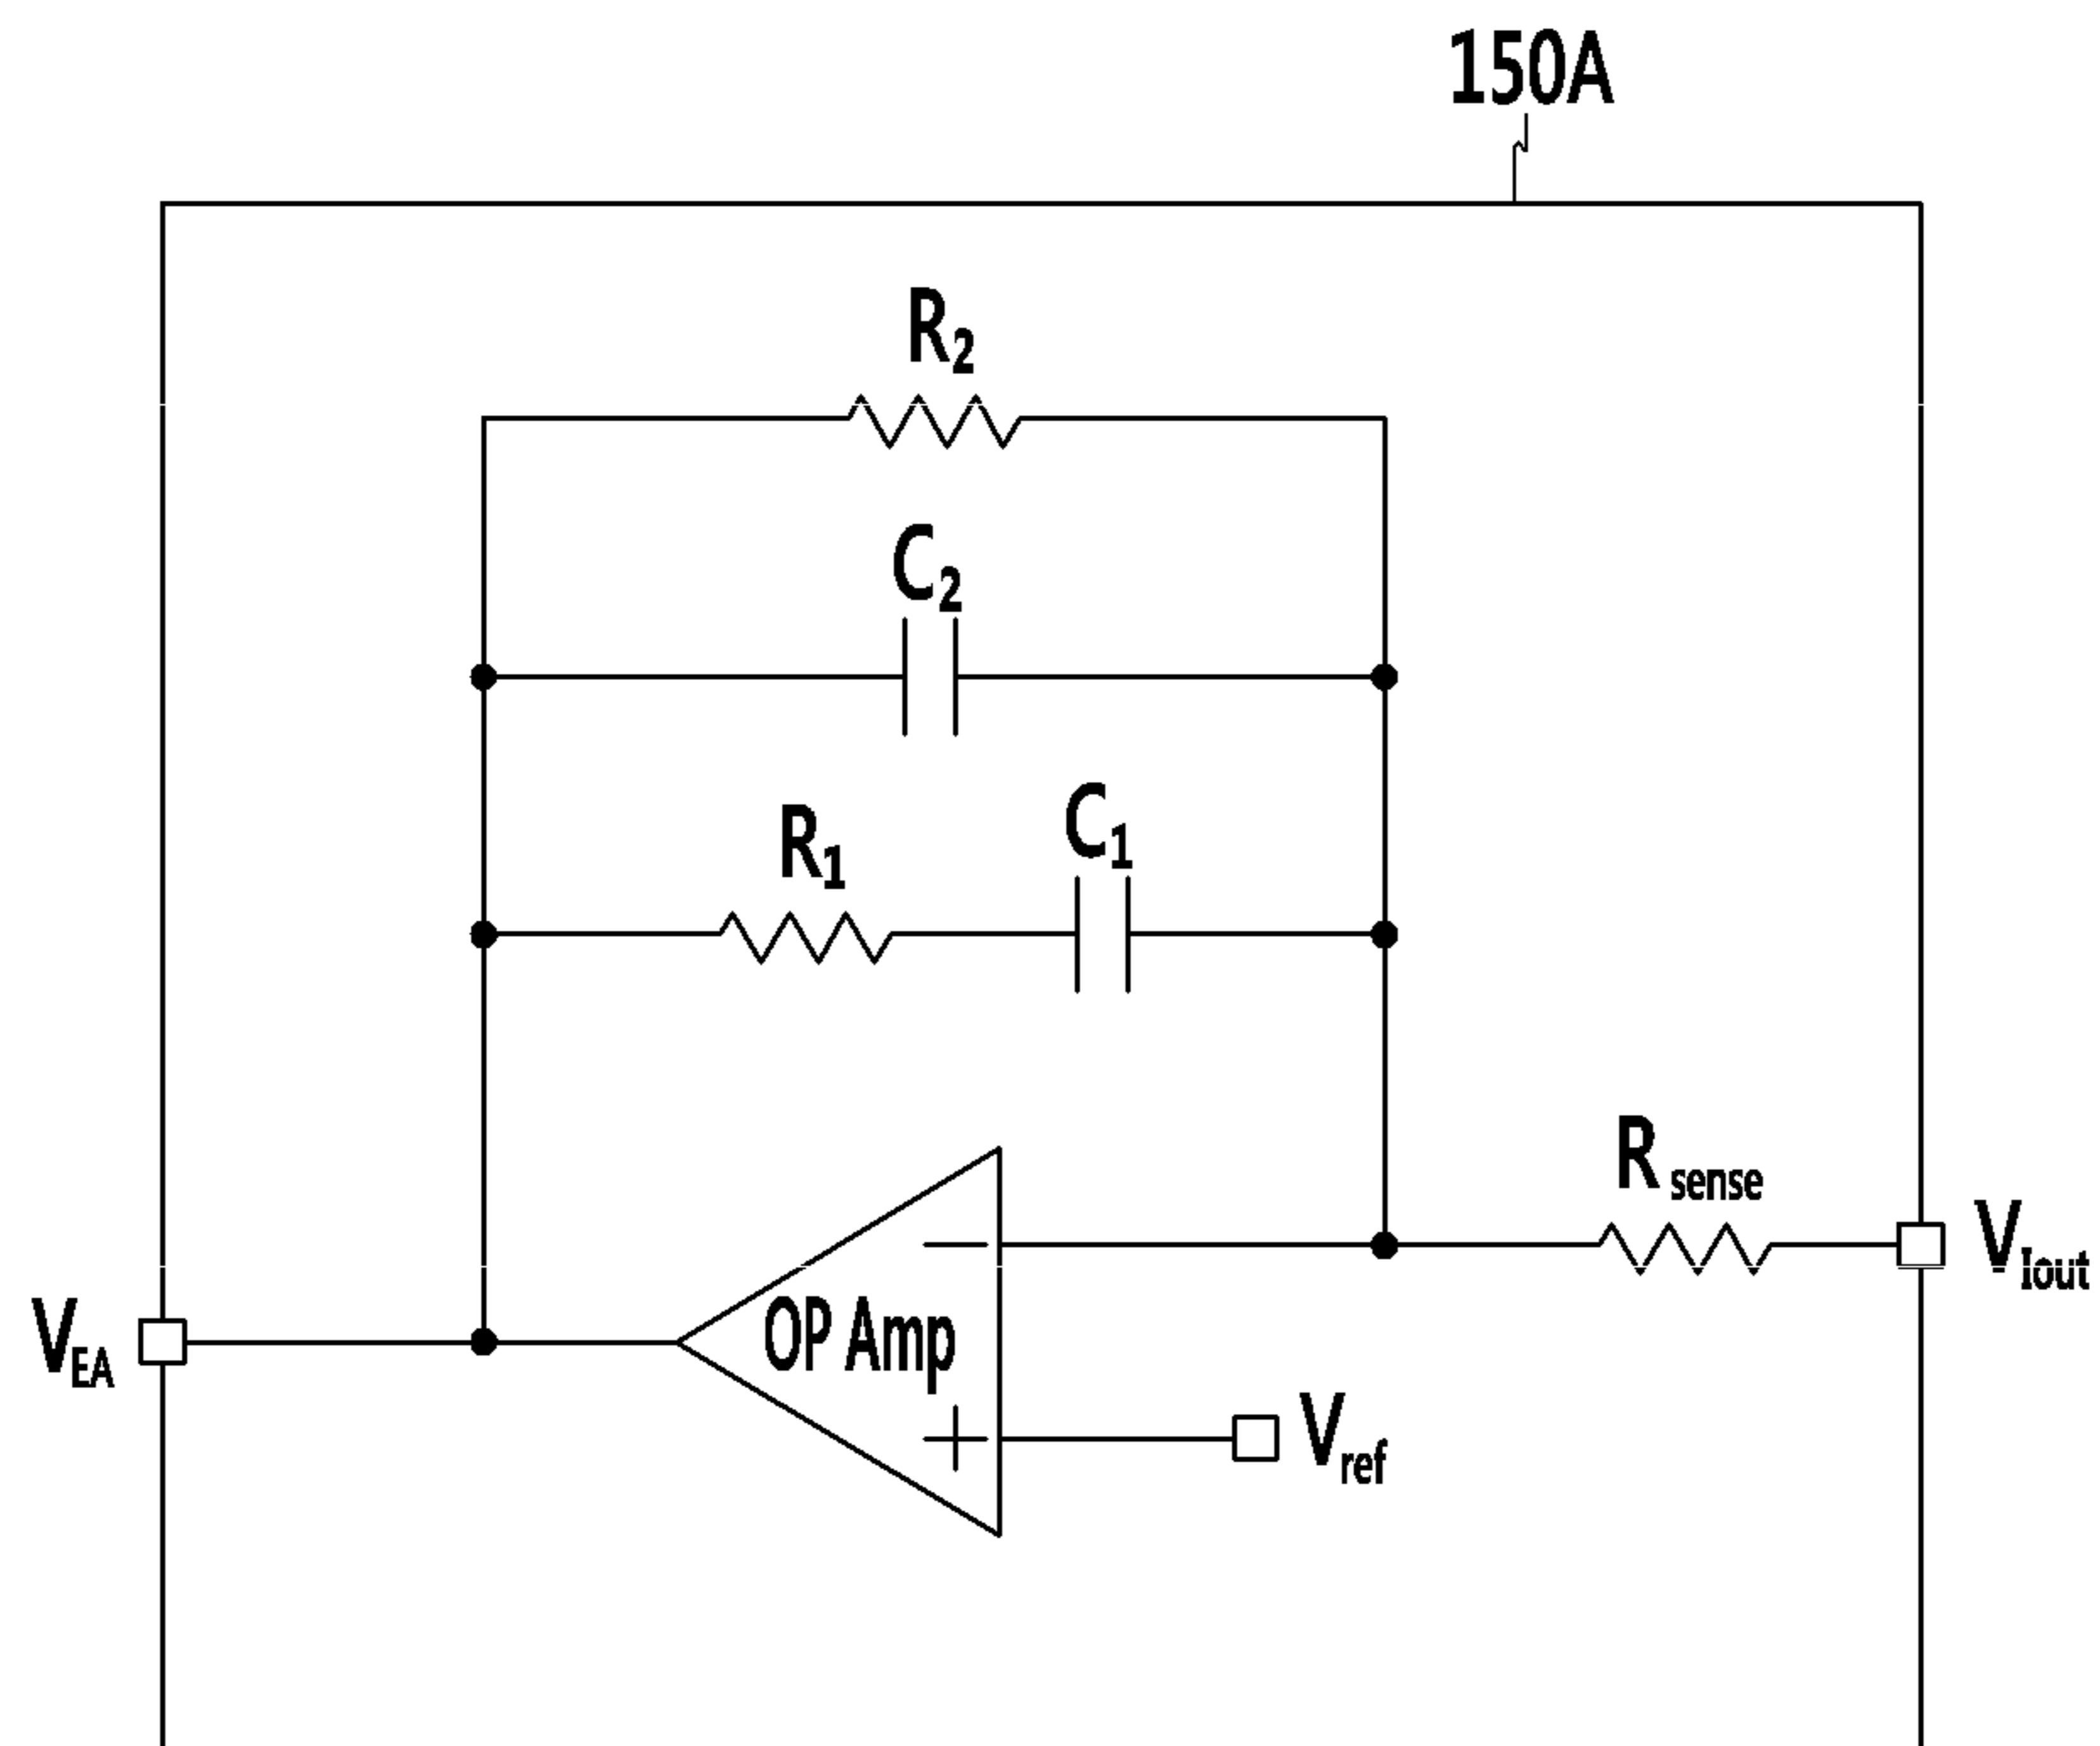 150A
R2
C2
R1
C1
Rsense
VIout
VEA
OP Amp
Vref